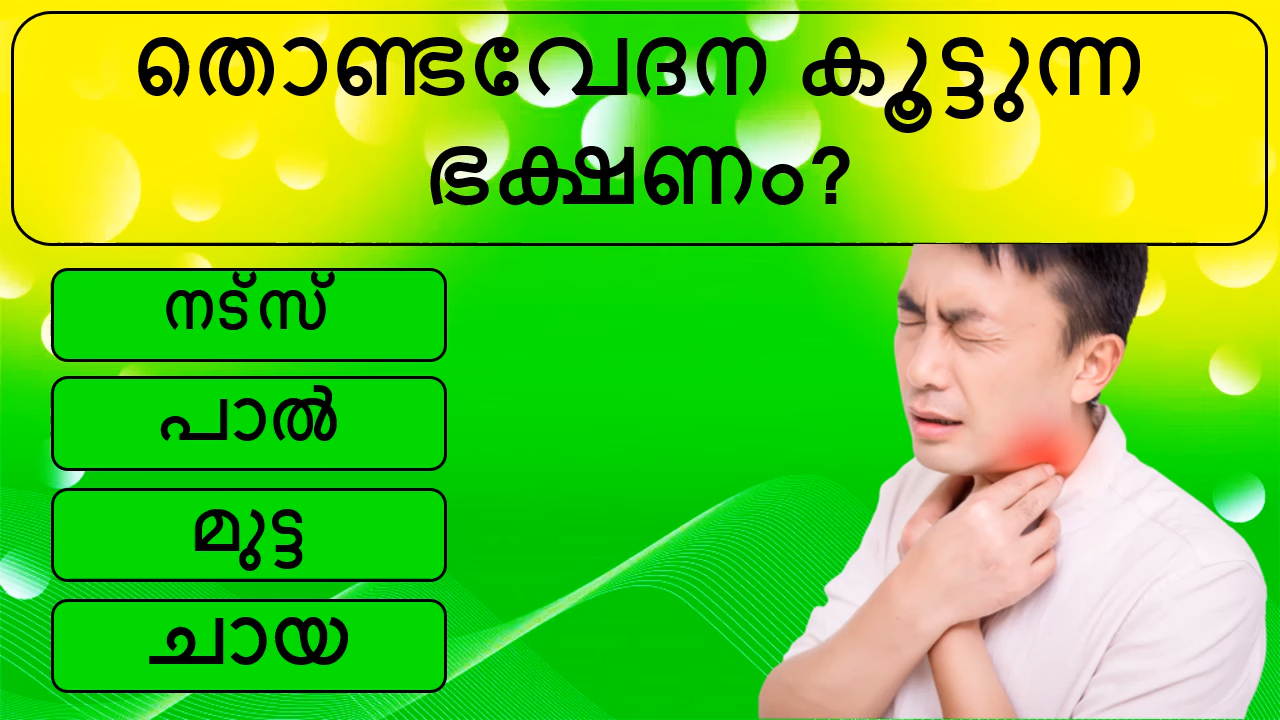 തൊണ്ടവേദന കൂട്ടുന്ന
ഭക്ഷണം?
നട്സ്
പാൽ
മുട്ട
ചായ